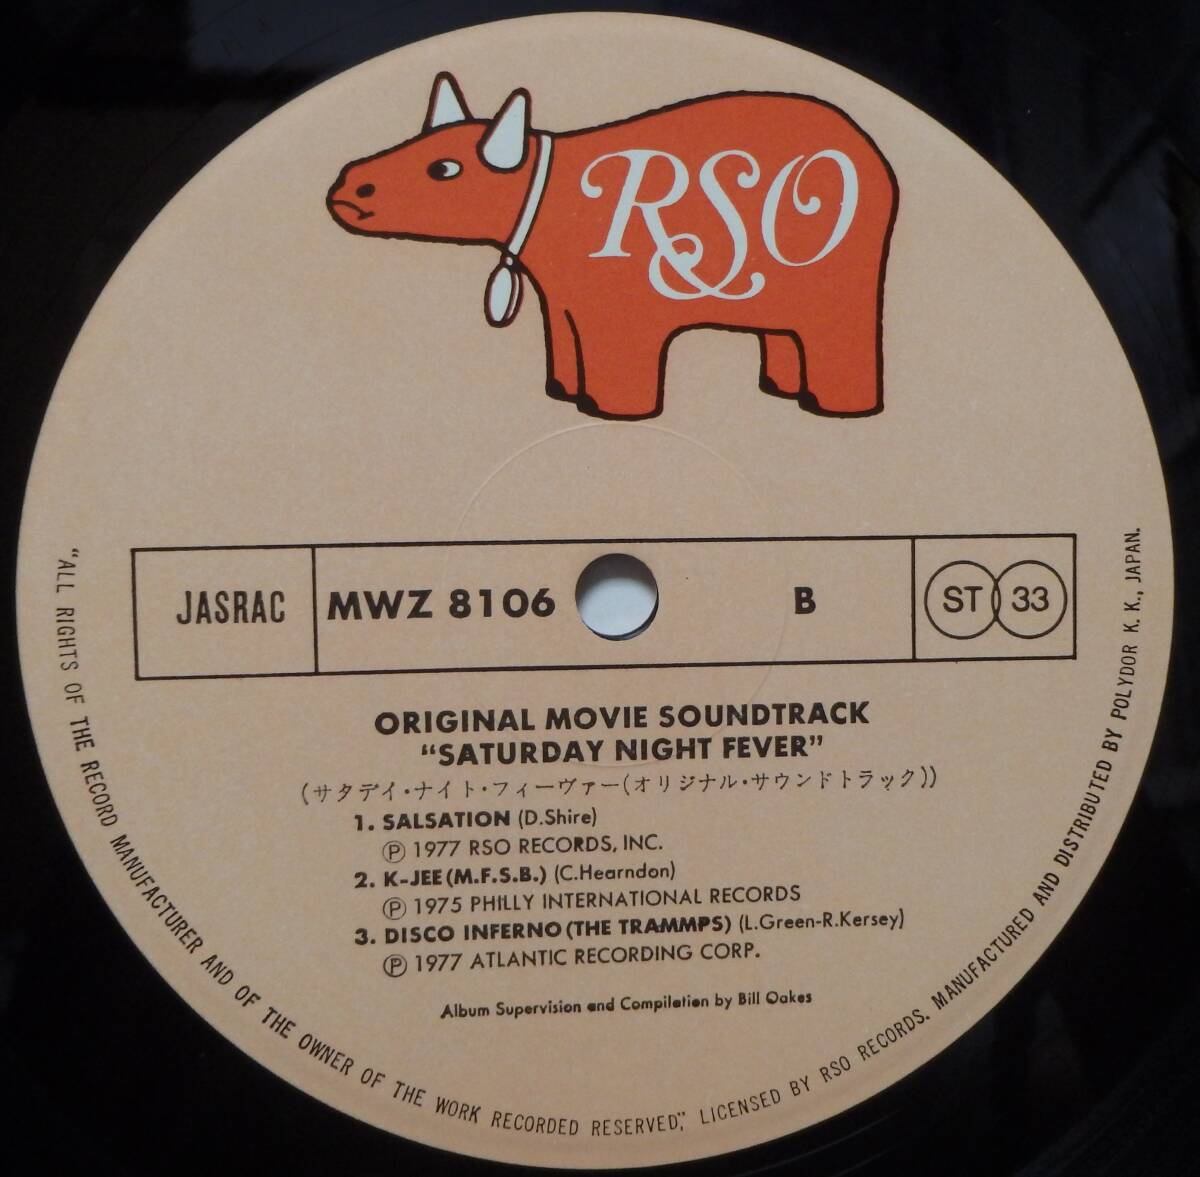 RSO
JASRAC
MWZ 8106
B
ST 33
ORIGINAL MOVIE SOUNDTRACK
“SATURDAY NIGHT FEVER”
(サタデイ・ナイト・フィーヴァー(オリジナル・サウンドトラック))
1. SALSATION (D.Shire)
Ⓟ 1977 RSO RECORDS, INC.
2. K-JEE (M.F.S.B.) (C.Hearndon)
Ⓟ 1975 PHILLY INTERNATIONAL RECORDS
3. DISCO INFERNO (THE TRAMMPS) (L.Green-R.Kersey)
Ⓟ 1977 ATLANTIC RECORDING CORP.
Album Supervision and Compilation by Bill Oakes
“ALL RIGHTS OF THE RECORD MANUFACTURER AND OF THE OWNER OF THE WORK RECORDED RESERVED”, LICENSED BY RSO RECORDS. MANUFACTURED AND DISTRIBUTED BY POLYDOR K. K., JAPAN.